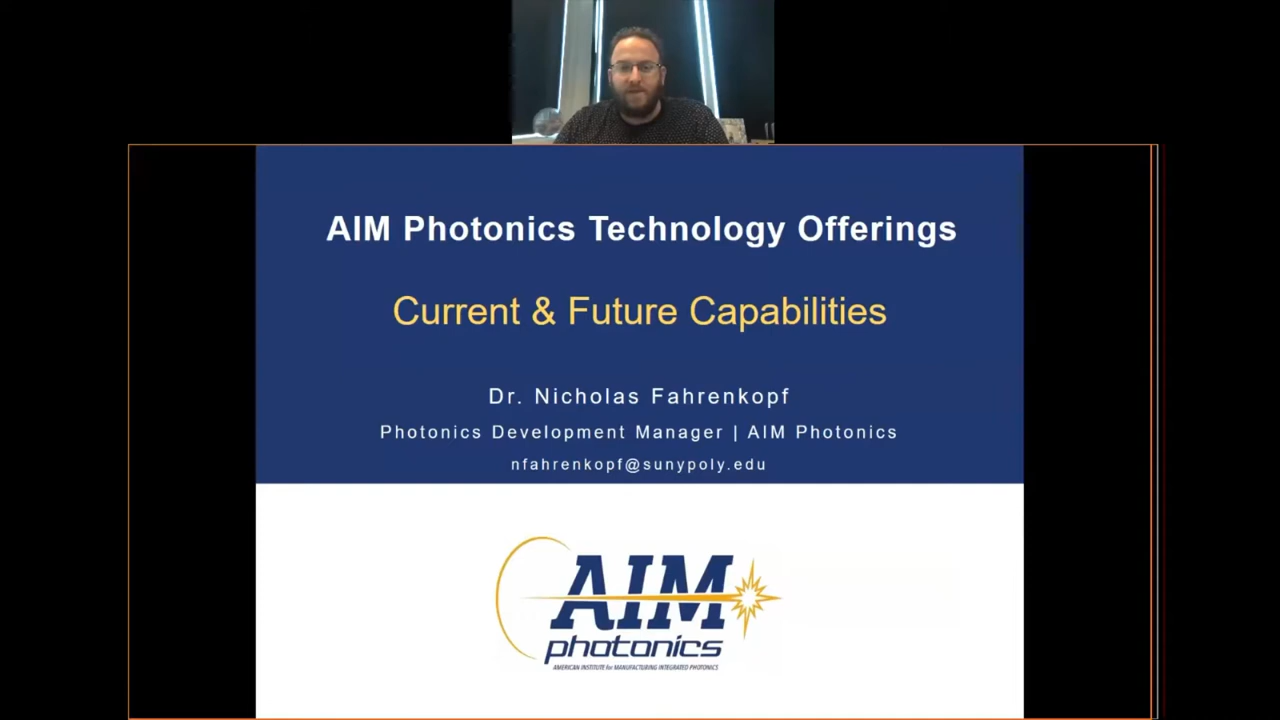 AIM Photonics Technology Offerings
Current & Future Capabilities
Dr. Nicholas Fahrenkopf
Photonics Development Manager | AIM Photonics
nfahrenkopf@sunypoly.edu
AIM
photonics
AMERICAN INSTITUTE for MANUFACTURING INTEGRATED PHOTONICS